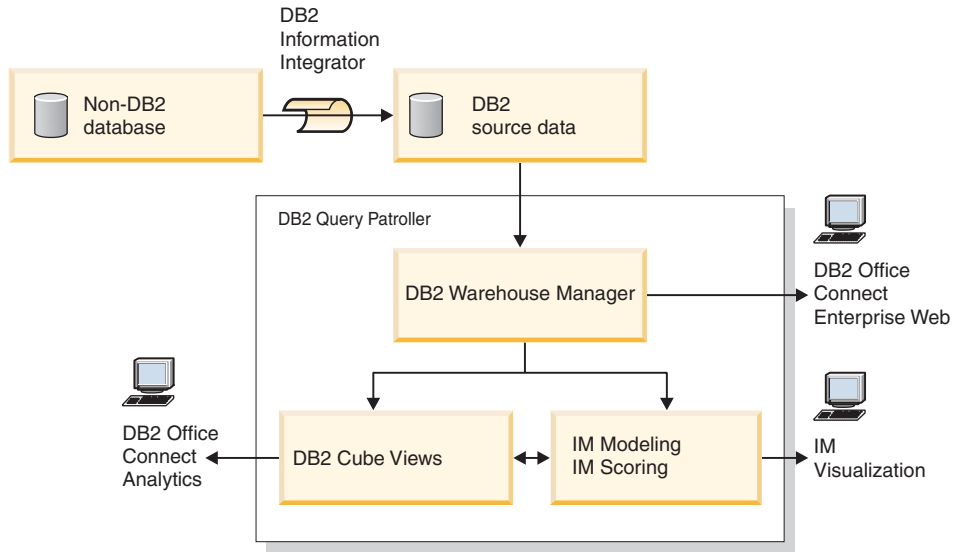 DB2
Information
Integrator
Non-DB2
database
DB2
source data
DB2 Query Patroller
DB2 Warehouse Manager
DB2 Office
Connect
Enterprise Web
DB2 Office
Connect
Analytics
DB2 Cube Views
IM Modeling
IM Scoring
IM
Visualization